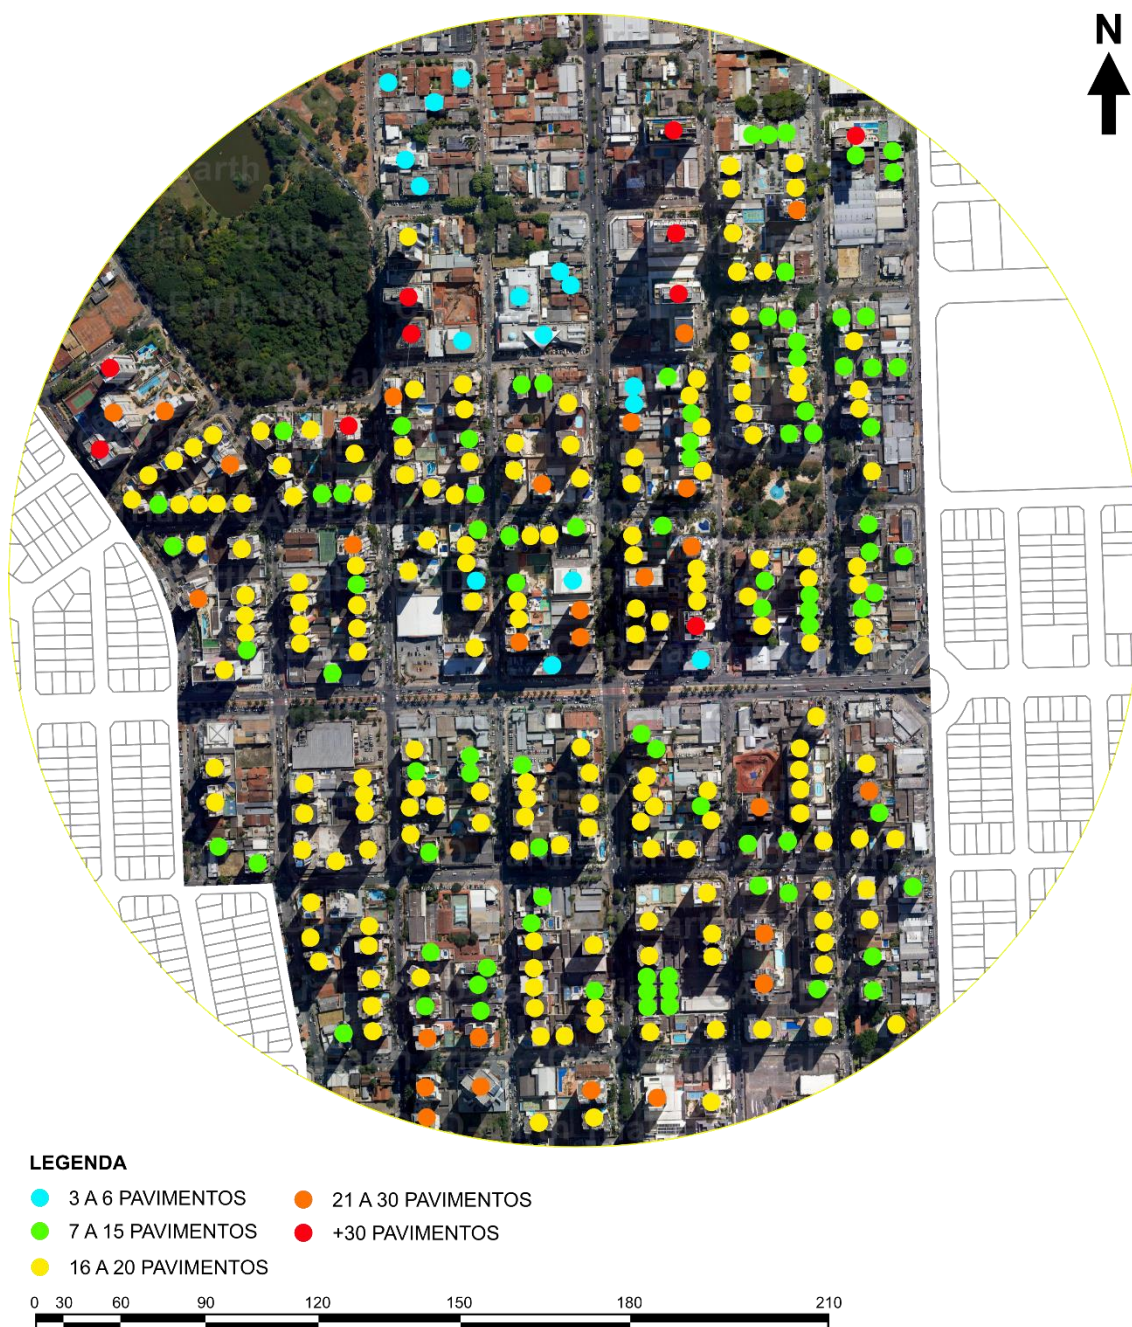 N
LEGENDA
3 A 6 PAVIMENTOS
21 A 30 PAVIMENTOS
7 A 15 PAVIMENTOS
+30 PAVIMENTOS
16 A 20 PAVIMENTOS
0 30 60 90 120 150 180 210